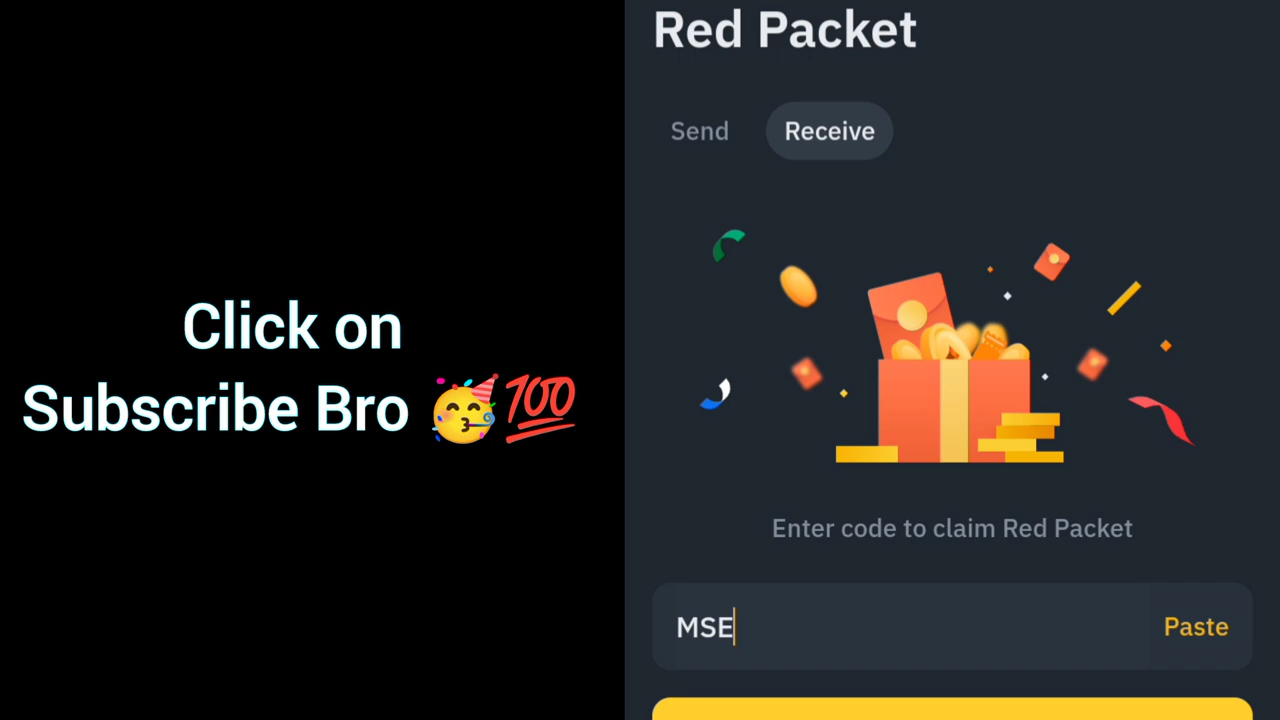 Click on
Subscribe Bro 🥳💯
Red Packet
Send
Receive
Enter code to claim Red Packet
MSE
Paste